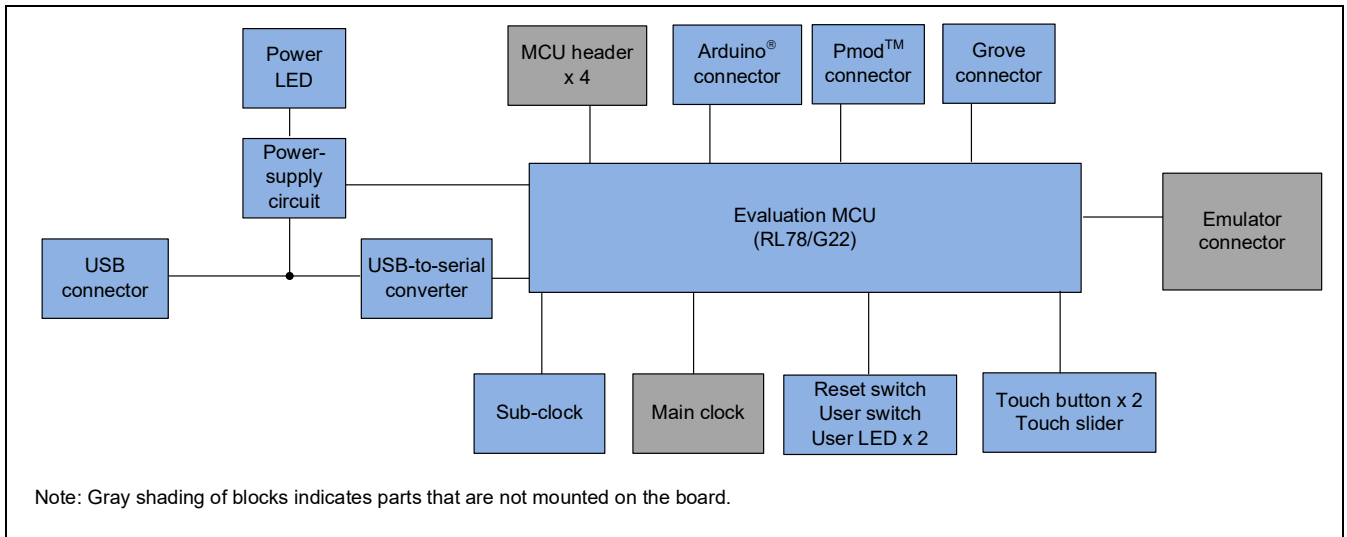 Power
LED
MCU header
x 4
Arduino®
connector
Pmod™
connector
Grove
connector
Power-
supply
circuit
Evaluation MCU
(RL78/G22)
Emulator
connector
USB
connector
USB-to-serial
converter
Sub-clock
Main clock
Reset switch
User switch
User LED x 2
Touch button x 2
Touch slider
Note: Gray shading of blocks indicates parts that are not mounted on the board.